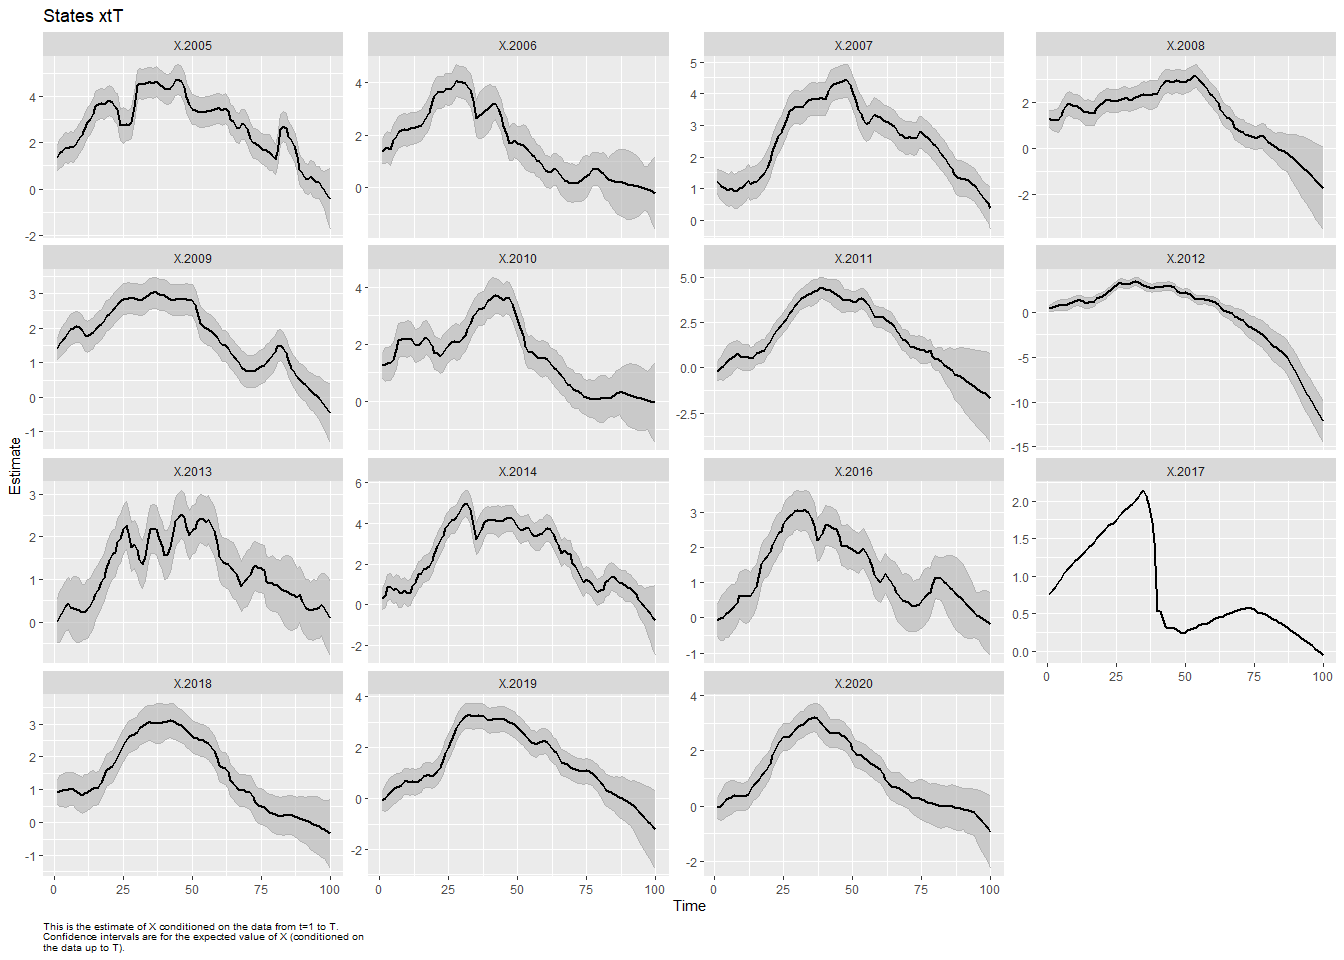 States xtT
X.2005 X.2006 X.2007 X.2008
4 2 0 -2
4 2 0
5 4 3 2 1 0
2 0 -2
X.2009 X.2010 X.2011 X.2012
3 2 1 0 -1
4 2 0
5.0 2.5 0.0 -2.5
0 -5 -10 -15
Estimate
X.2013 X.2014 X.2016 X.2017
3 2 1 0
6 4 2 0 -2
3 2 1 0 -1
2.0 1.5 1.0 0.5 0.0
0 25 50 75 100
X.2018 X.2019 X.2020
3 2 1 0 -1
4 2 0 -2
4 2 0 -2
0 25 50 75 100 0 25 50 75 100 0 25 50 75 100
Time
This is the estimate of X conditioned on the data from t=1 to T.
Confidence intervals are for the expected value of X (conditioned on
the data up to T).